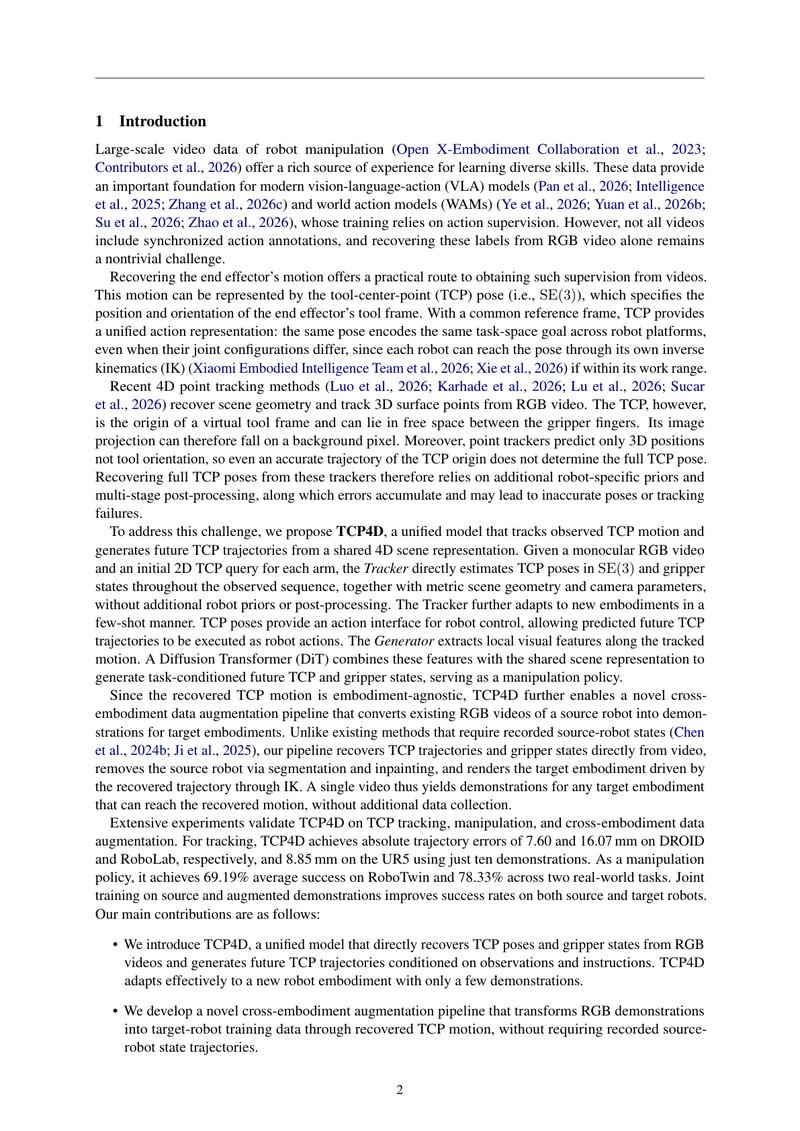 1 Introduction
Large-scale video data of robot manipulation (Open X-Embodiment Collaboration et al., 2023;
Contributors et al., 2026) offer a rich source of experience for learning diverse skills. These data provide
an important foundation for modern vision-language-action (VLA) models (Pan et al., 2026; Intelligence
et al., 2025; Zhang et al., 2026c) and world action models (WAMs) (Ye et al., 2026; Yuan et al., 2026b;
Su et al., 2026; Zhao et al., 2026), whose training relies on action supervision. However, not all videos
include synchronized action annotations, and recovering these labels from RGB video alone remains
a nontrivial challenge.
Recovering the end effector's motion offers a practical route to obtaining such supervision from videos.
This motion can be represented by the tool-center-point (TCP) pose (i.e., SE(3)), which specifies the
position and orientation of the end effector's tool frame. With a common reference frame, TCP provides
a unified action representation: the same pose encodes the same task-space goal across robot platforms,
even when their joint configurations differ, since each robot can reach the pose through its own inverse
kinematics (IK) (Xiaomi Embodied Intelligence Team et al., 2026; Xie et al., 2026) if within its work range.
Recent 4D point tracking methods (Luo et al., 2026; Karhade et al., 2026; Lu et al., 2026; Sucar
et al., 2026) recover scene geometry and track 3D surface points from RGB video. The TCP, however,
is the origin of a virtual tool frame and can lie in free space between the gripper fingers. Its image
projection can therefore fall on a background pixel. Moreover, point trackers predict only 3D positions
not tool orientation, so even an accurate trajectory of the TCP origin does not determine the full TCP pose.
Recovering full TCP poses from these trackers therefore relies on additional robot-specific priors and
multi-stage post-processing, along which errors accumulate and may lead to inaccurate poses or tracking
failures.
To address this challenge, we propose TCP4D, a unified model that tracks observed TCP motion and
generates future TCP trajectories from a shared 4D scene representation. Given a monocular RGB video
and an initial 2D TCP query for each arm, the Tracker directly estimates TCP poses in SE(3) and gripper
states throughout the observed sequence, together with metric scene geometry and camera parameters,
without additional robot priors or post-processing. The Tracker further adapts to new embodiments in a
few-shot manner. TCP poses provide an action interface for robot control, allowing predicted future TCP
trajectories to be executed as robot actions. The Generator extracts local visual features along the tracked
motion. A Diffusion Transformer (DiT) combines these features with the shared scene representation to
generate task-conditioned future TCP and gripper states, serving as a manipulation policy.
Since the recovered TCP motion is embodiment-agnostic, TCP4D further enables a novel cross-
embodiment data augmentation pipeline that converts existing RGB videos of a source robot into demon-
strations for target embodiments. Unlike existing methods that require recorded source-robot states (Chen
et al., 2024b; Ji et al., 2025), our pipeline recovers TCP trajectories and gripper states directly from video,
removes the source robot via segmentation and inpainting, and renders the target embodiment driven by
the recovered trajectory through IK. A single video thus yields demonstrations for any target embodiment
that can reach the recovered motion, without additional data collection.
Extensive experiments validate TCP4D on TCP tracking, manipulation, and cross-embodiment data
augmentation. For tracking, TCP4D achieves absolute trajectory errors of 7.60 and 16.07 mm on DROID
and RoboLab, respectively, and 8.85 mm on the UR5 using just ten demonstrations. As a manipulation
policy, it achieves 69.19% average success on RoboTwin and 78.33% across two real-world tasks. Joint
training on source and augmented demonstrations improves success rates on both source and target robots.
Our main contributions are as follows:
• We introduce TCP4D, a unified model that directly recovers TCP poses and gripper states from RGB
videos and generates future TCP trajectories conditioned on observations and instructions. TCP4D
adapts effectively to a new robot embodiment with only a few demonstrations.
• We develop a novel cross-embodiment augmentation pipeline that transforms RGB demonstrations
into target-robot training data through recovered TCP motion, without requiring recorded source-
robot state trajectories.
2